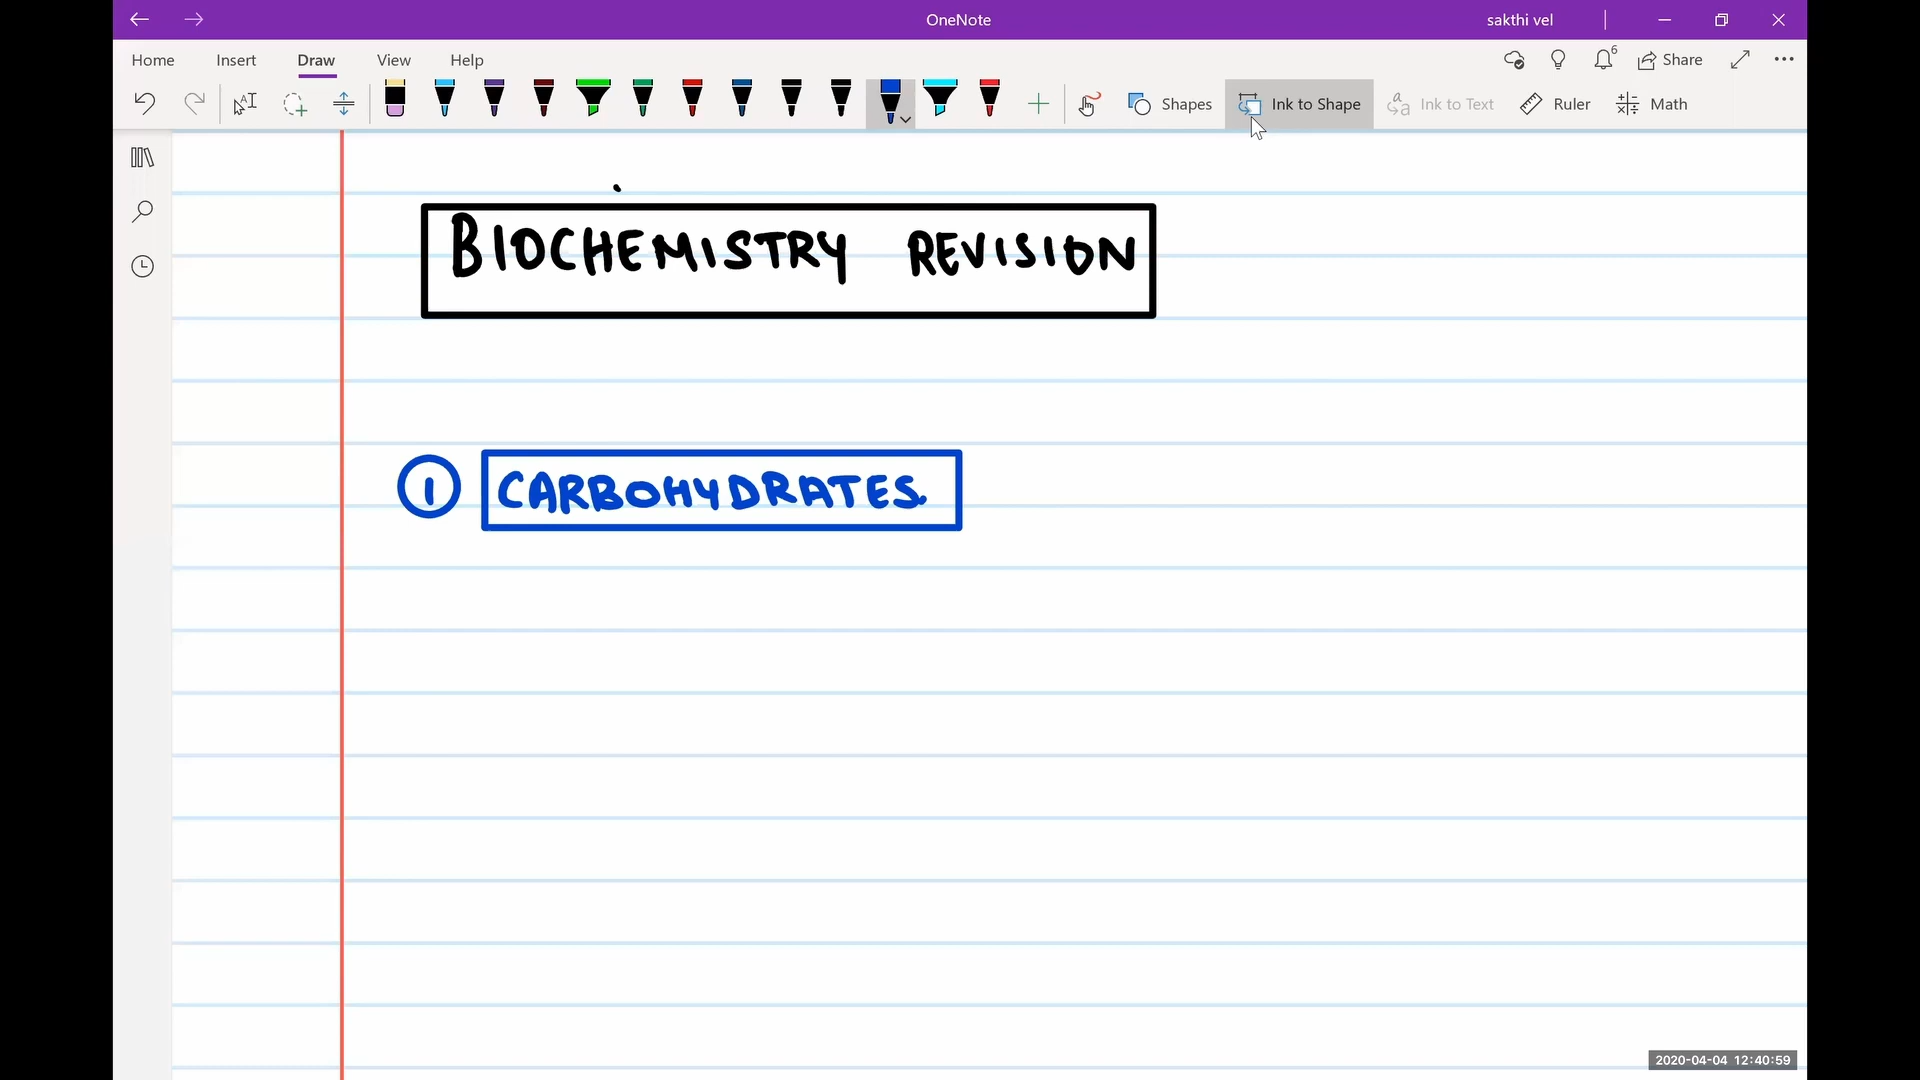 OneNote
sakthi vel
Home Insert Draw View Help
6 Share
Shapes Ink to Shape Ink to Text Ruler Math
BIOCHEMISTRY REVISION
1 CARBOHYDRATES.
2020-04-04 12:40:59